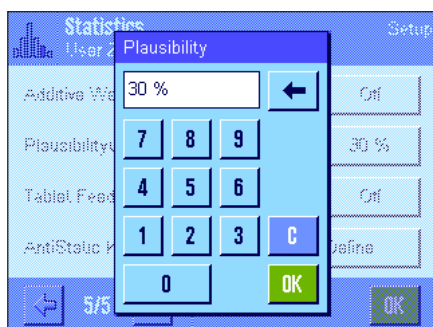 Statistics
Setup
User 2
Plausibility
30 %
Additive We
Off
7 8 9
Plausibility
30 %
4 5 6
Tablet Feed
Off
1 2 3 C
AntiStatic K
Define
0 OK
5/5
OK